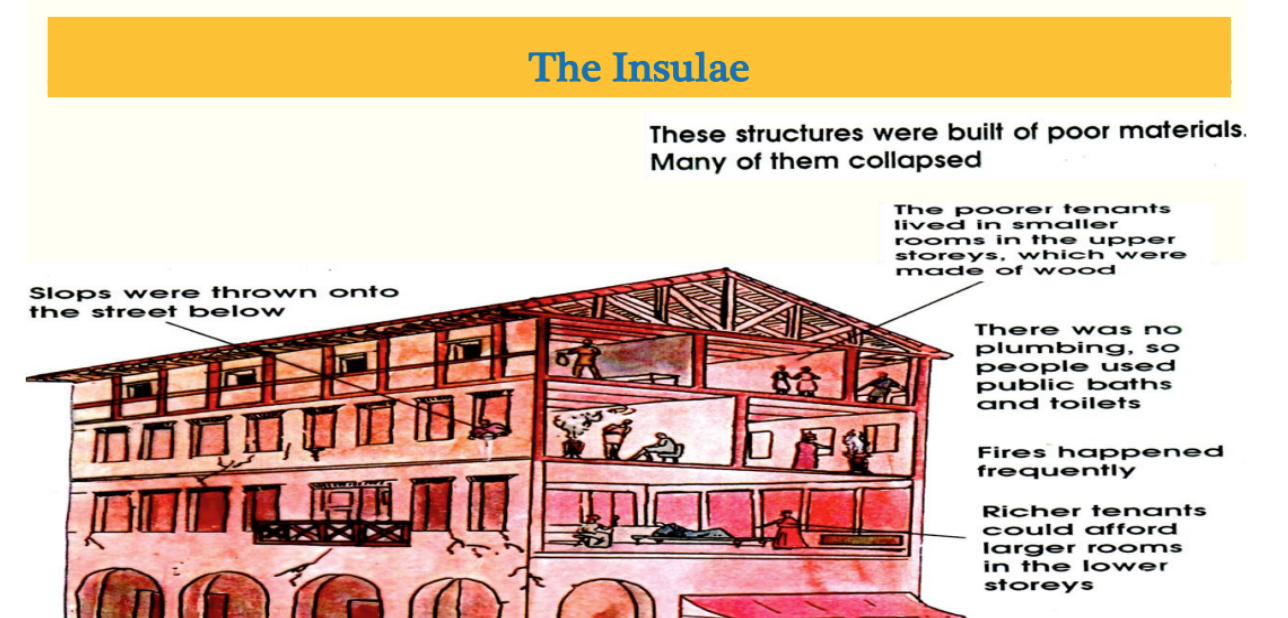 The Insulae
These structures were built of poor materials.
Many of them collapsed
The poorer tenants
lived in smaller
rooms in the upper
storeys, which were
made of wood
Slops were thrown onto
the street below
There was no
plumbing, so
people used
public baths
and toilets
Fires happened
frequently
Richer tenants
could afford
larger rooms
in the lower
storeys